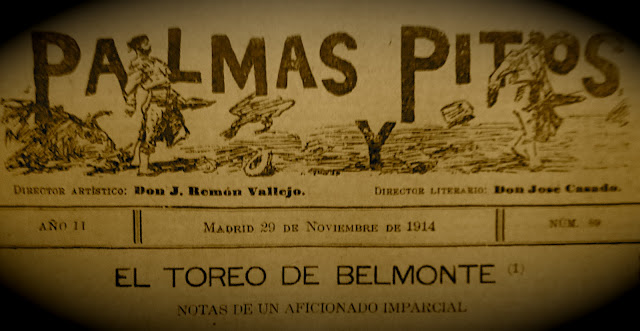 PALMAS Y PITOS
DIRECTOR ARTÍSTICO: Don J. Remón Vallejo. DIRECTOR LITERARIO: Don José Casado.
AÑO II MADRID 29 DE NOVIEMBRE DE 1914 NÚM. 89
EL TOREO DE BELMONTE (1)
NOTAS DE UN AFICIONADO IMPARCIAL